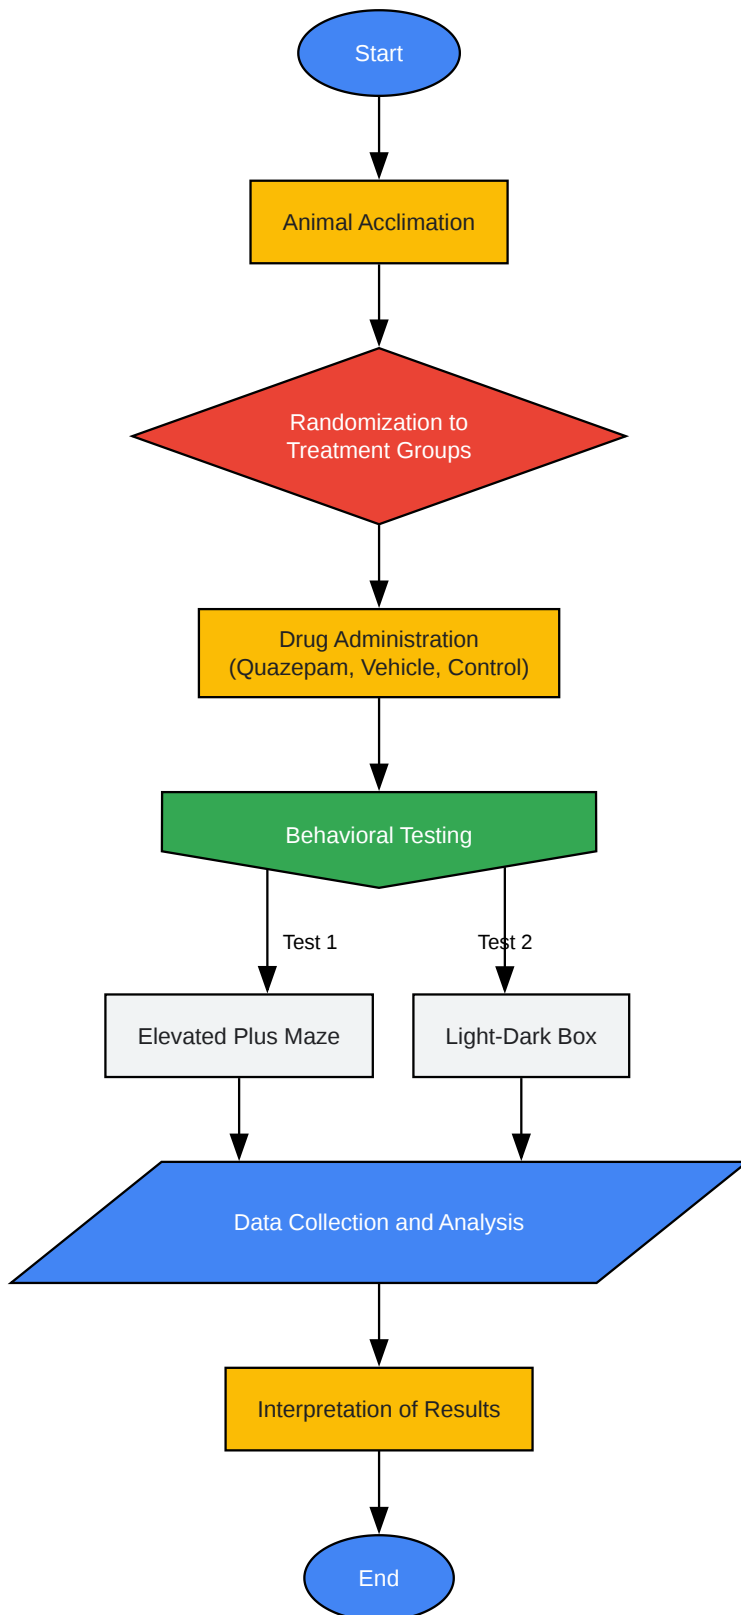 Start
Animal Acclimation
Randomization to
Treatment Groups
Drug Administration
(Quazepam, Vehicle, Control)
Behavioral Testing
Test 1
Test 2
Elevated Plus Maze
Light-Dark Box
Data Collection and Analysis
Interpretation of Results
End